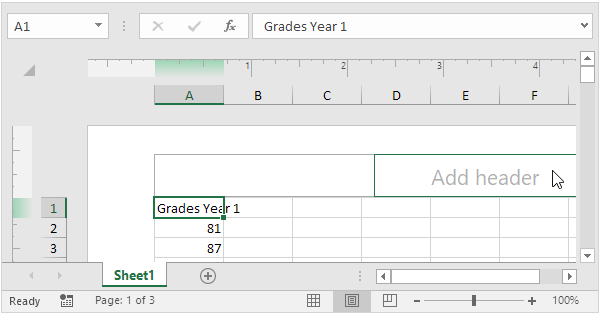 A1 fx Grades Year 1
1 2 3 4
A B C D E F
Add header
1 Grades Year 1
2 81
3 87
Sheet1
Ready Page: 1 of 3 100%